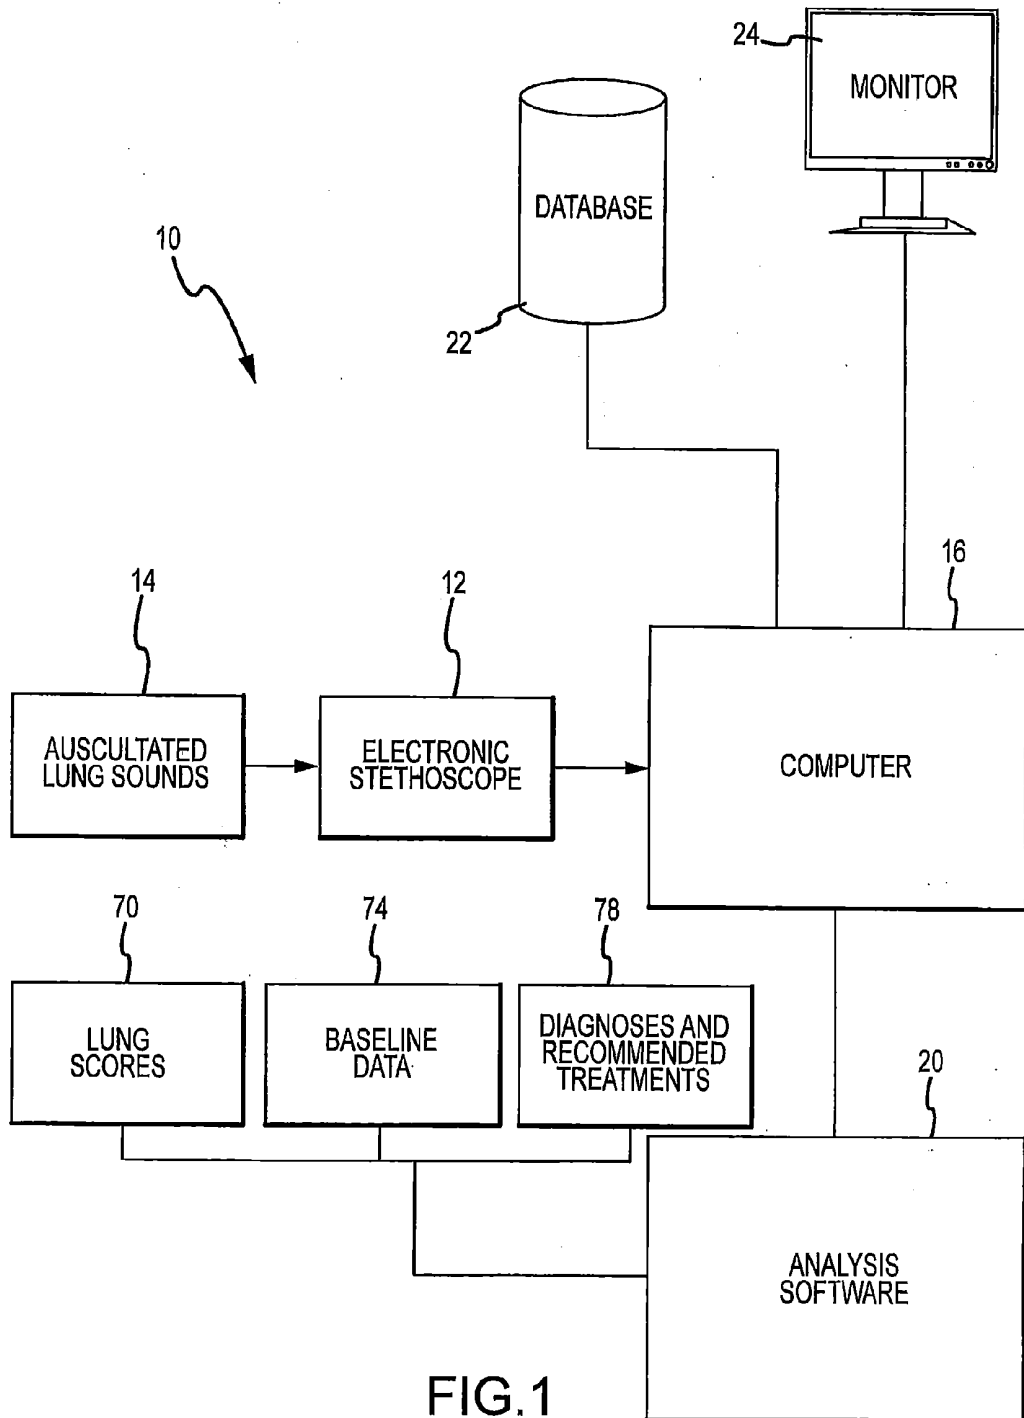 24
MONITOR
DATABASE
10
22
16
14
12
AUSCULTATED
LUNG SOUNDS
ELECTRONIC
STETHOSCOPE
COMPUTER
70
74
78
LUNG
SCORES
BASELINE
DATA
DIAGNOSES AND
RECOMMENDED
TREATMENTS
20
ANALYSIS
SOFTWARE
FIG.1